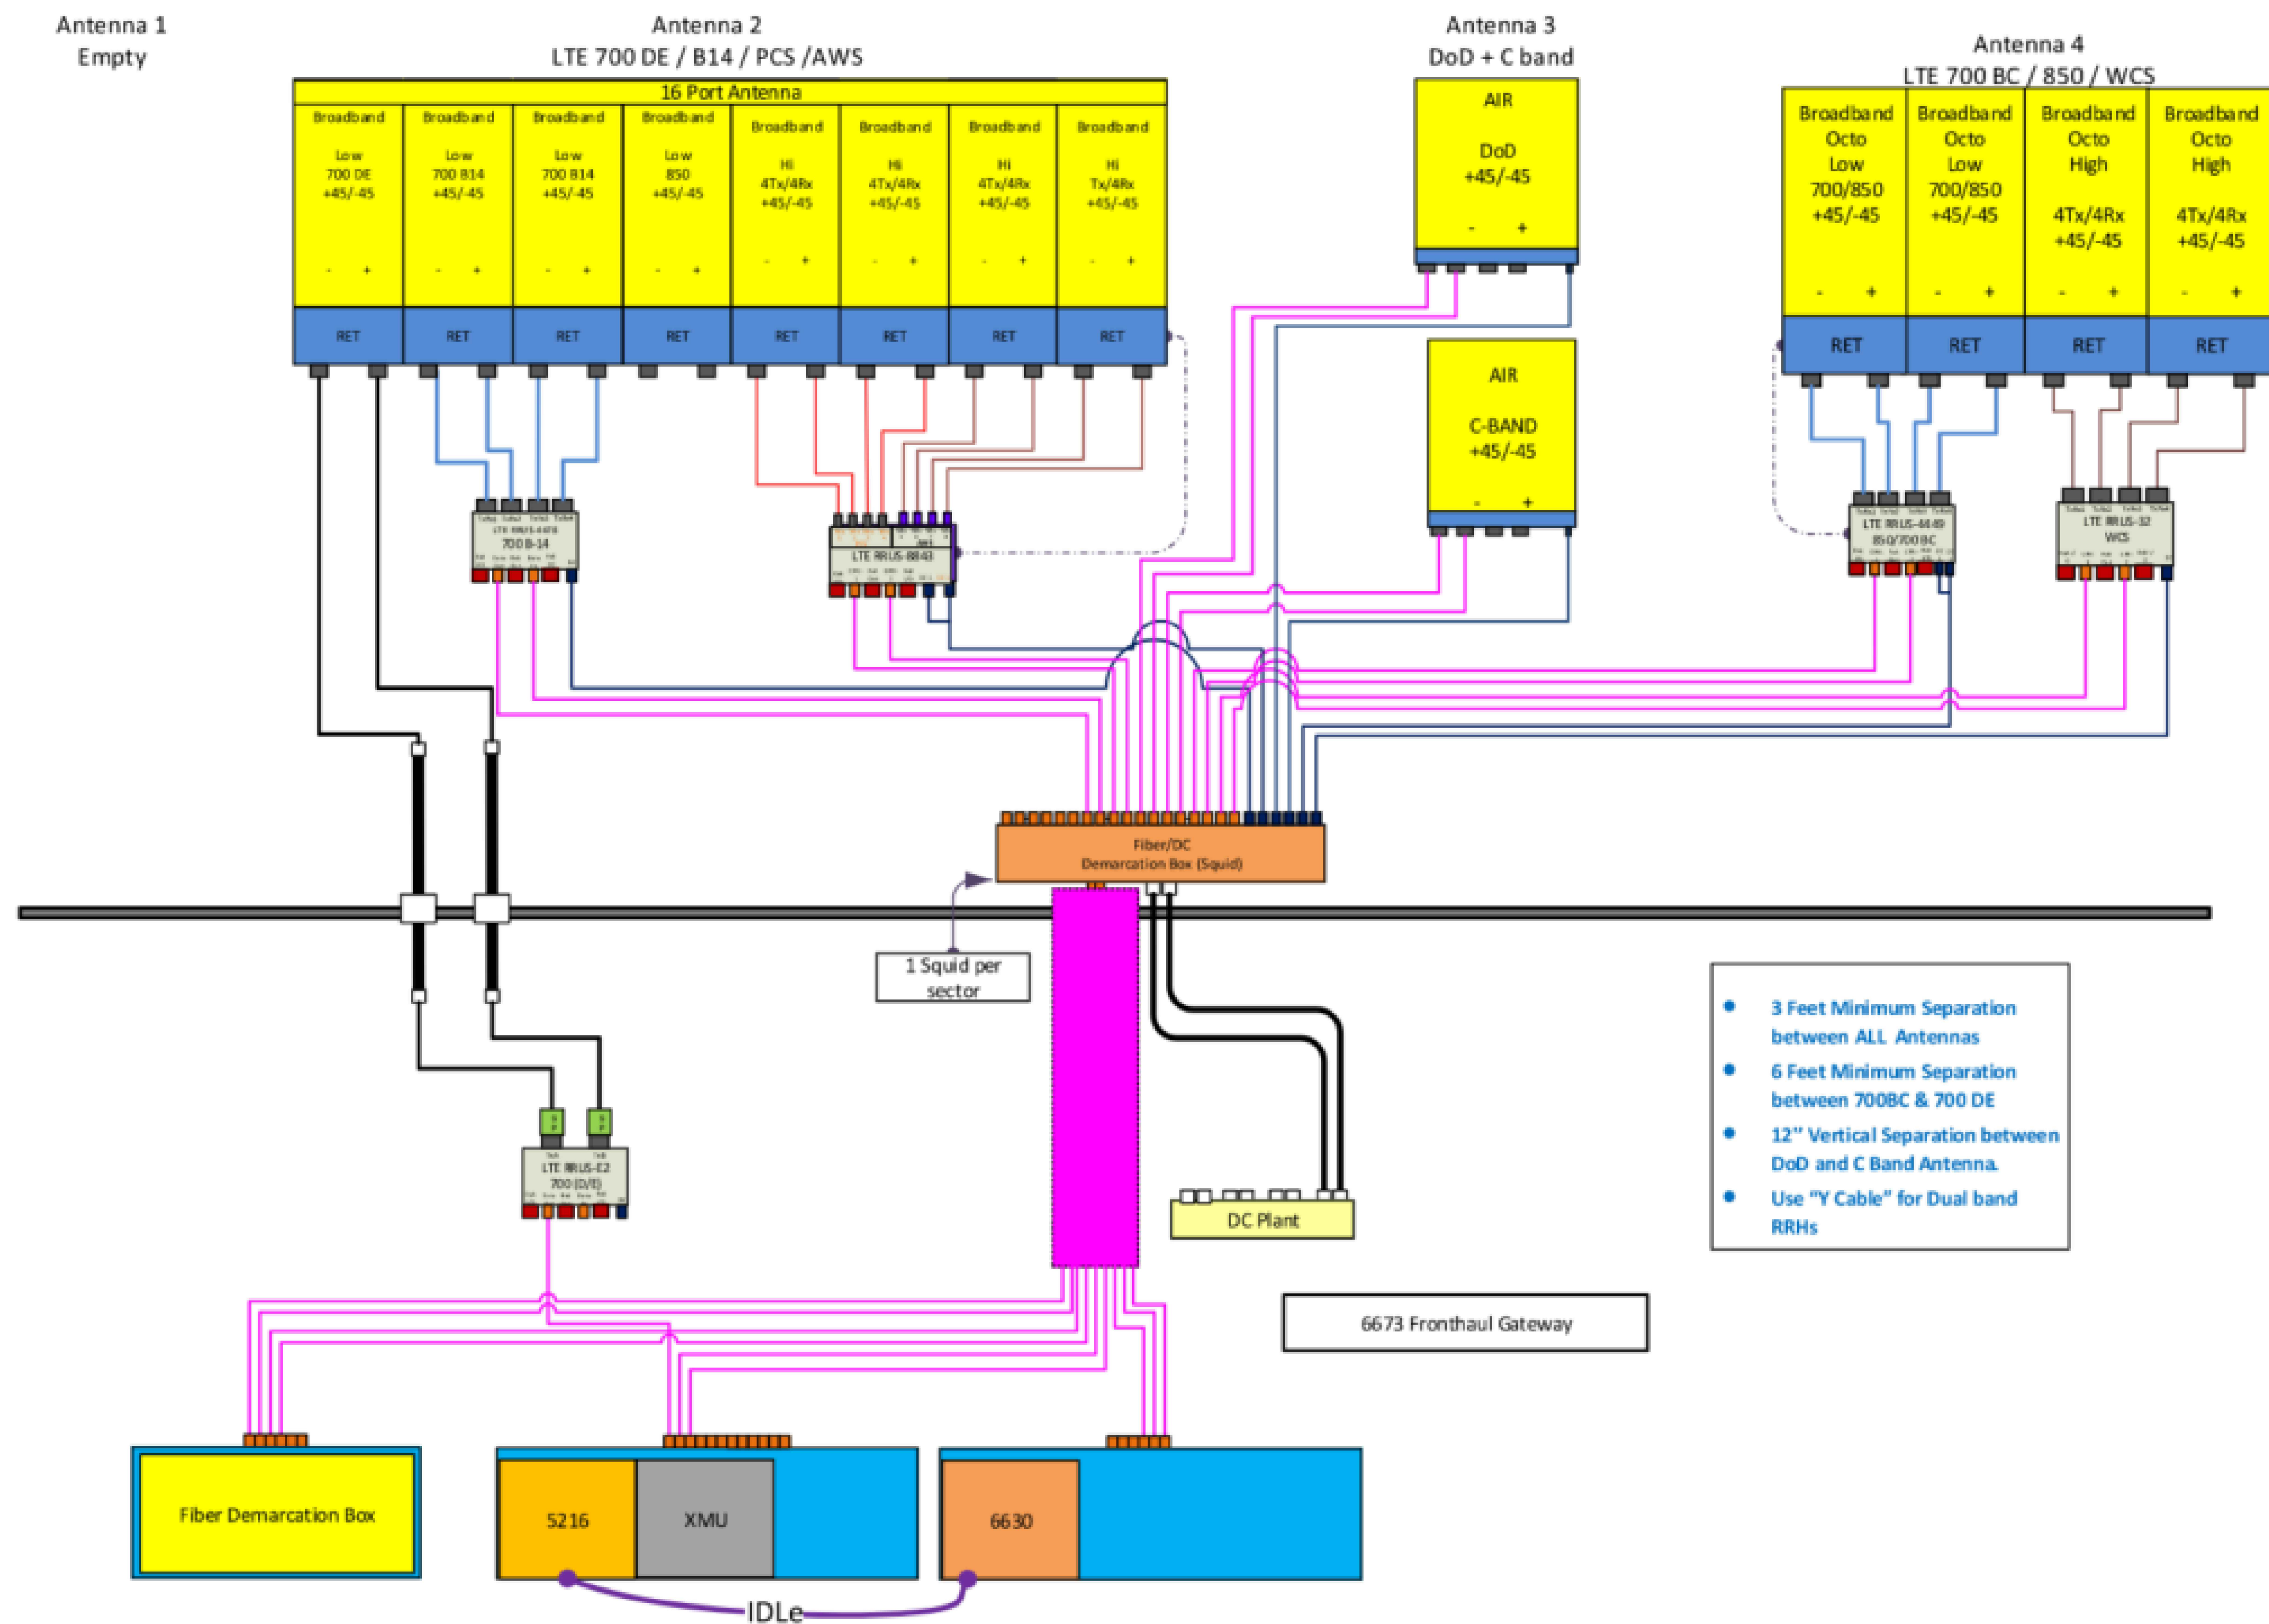 Antenna 1
Empty
Antenna 2
LTE 700 DE / B14 / PCS /AWS
Antenna 3
DoD + C band
Antenna 4
LTE 700 BC / 850 / WCS
16 Port Antenna
Broadband
Low
700 DE
+45/-45
- +
RET
Broadband
Low
700 B14
+45/-45
- +
RET
Broadband
Low
700 B14
+45/-45
- +
RET
Broadband
Low
850
+45/-45
- +
RET
Broadband
Hi
4Tx/4Rx
+45/-45
- +
RET
Broadband
Hi
4Tx/4Rx
+45/-45
- +
RET
Broadband
Hi
4Tx/4Rx
+45/-45
- +
RET
Broadband
Hi
Tx/4Rx
+45/-45
- +
RET
AIR
DoD
+45/-45
- +
AIR
C-BAND
+45/-45
- +
Broadband
Octo
Low
700/850
+45/-45
- +
RET
Broadband
Octo
Low
700/850
+45/-45
- +
RET
Broadband
Octo
High
4Tx/4Rx
+45/-45
- +
RET
Broadband
Octo
High
4Tx/4Rx
+45/-45
- +
RET
700 B-14
LTE RRUS-8843
LTE RRUS-4449
850/700 BC
LTE RRUS-32
WCS
Fiber/DC
Demarcation Box (Squid)
1 Squid per
sector
• 3 Feet Minimum Separation
between ALL Antennas
• 6 Feet Minimum Separation
between 700BC & 700 DE
• 12” Vertical Separation between
DoD and C Band Antenna.
• Use “Y Cable” for Dual band
RRHs
LTE RRUS-E2
700 (D/E)
DC Plant
6673 Fronthaul Gateway
Fiber Demarcation Box
5216
XMU
6630
IDLe